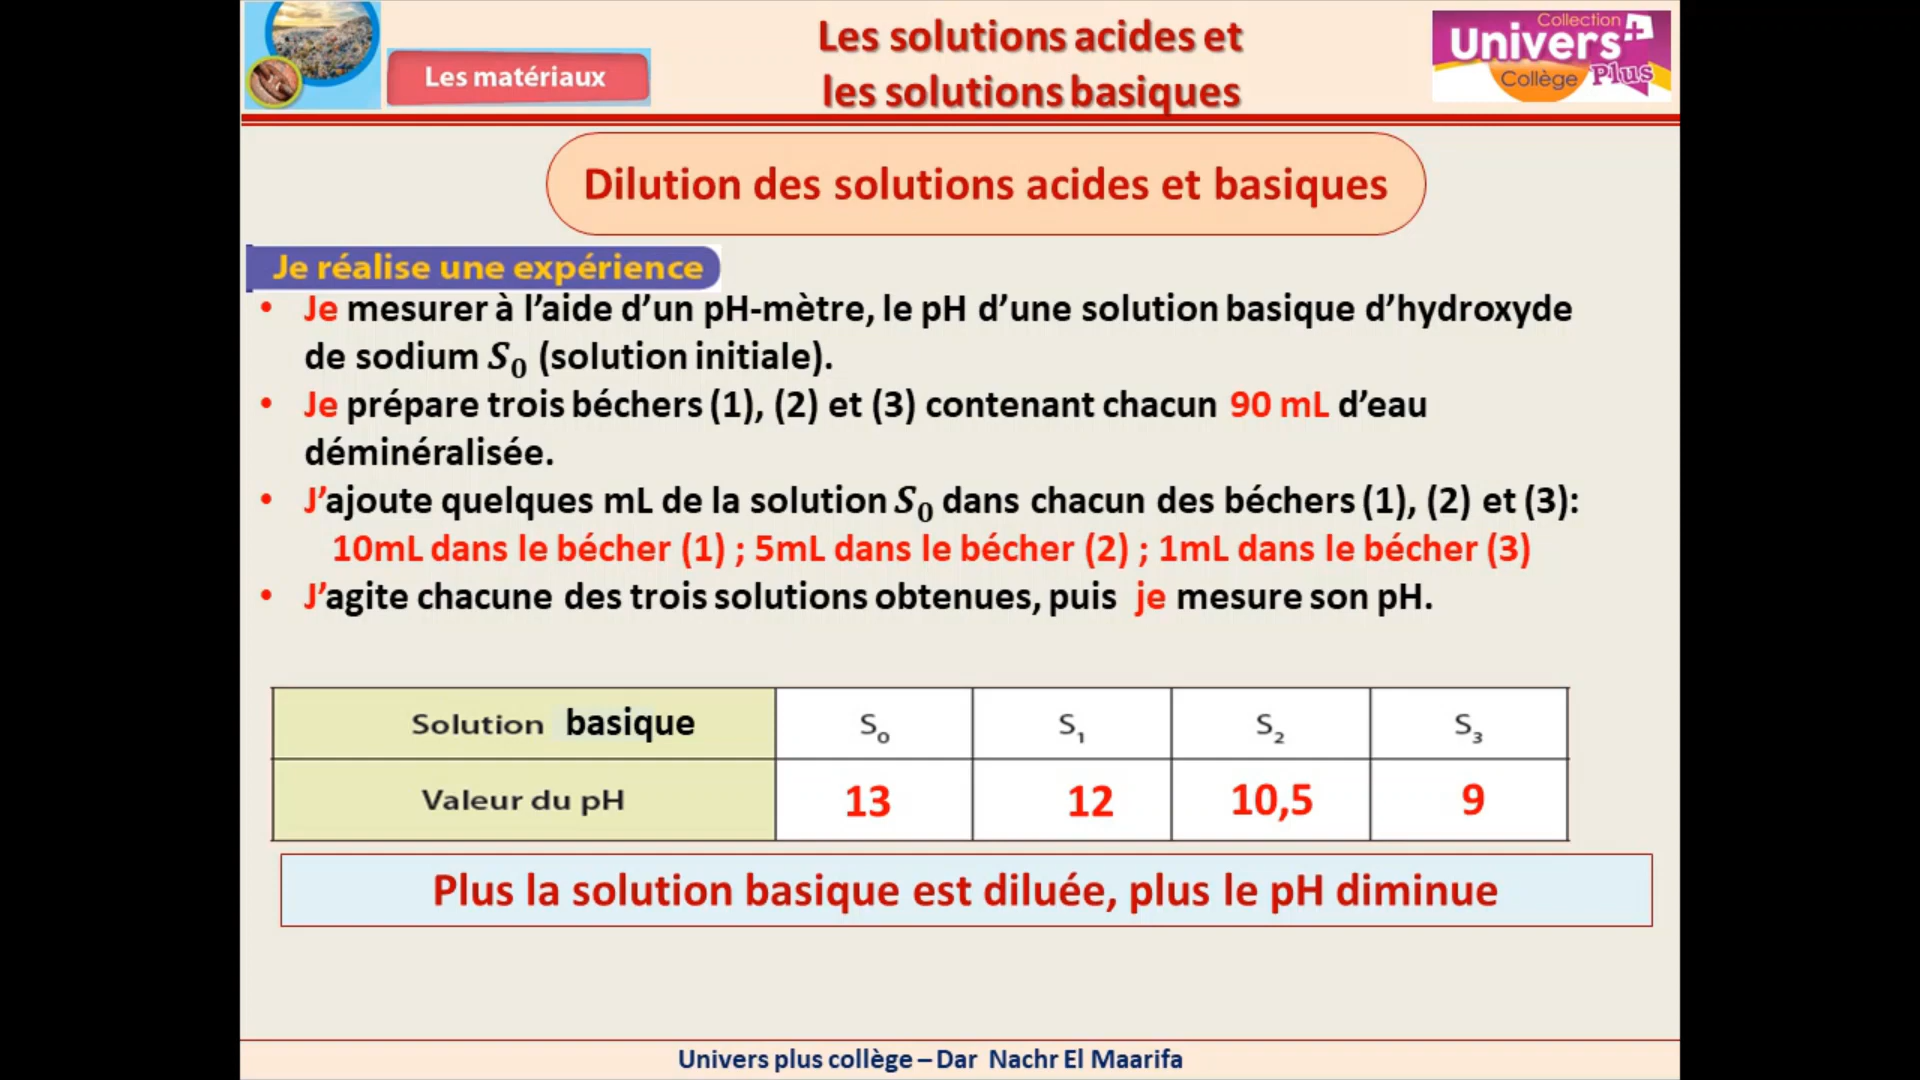 Les matériaux
Les solutions acides et
les solutions basiques
Collection
Univers+
Collège Plus
Dilution des solutions acides et basiques
Je réalise une expérience
• Je mesurer à l’aide d’un pH-mètre, le pH d’une solution basique d’hydroxyde
de sodium S₀ (solution initiale).
• Je prépare trois béchers (1), (2) et (3) contenant chacun 90 mL d’eau
déminéralisée.
• J’ajoute quelques mL de la solution S₀ dans chacun des béchers (1), (2) et (3):
10mL dans le bécher (1) ; 5mL dans le bécher (2) ; 1mL dans le bécher (3)
• J’agite chacune des trois solutions obtenues, puis je mesure son pH.
Solution basique S₀ S₁ S₂ S₃
Valeur du pH 13 12 10,5 9
Plus la solution basique est diluée, plus le pH diminue
Univers plus collège – Dar Nachr El Maarifa